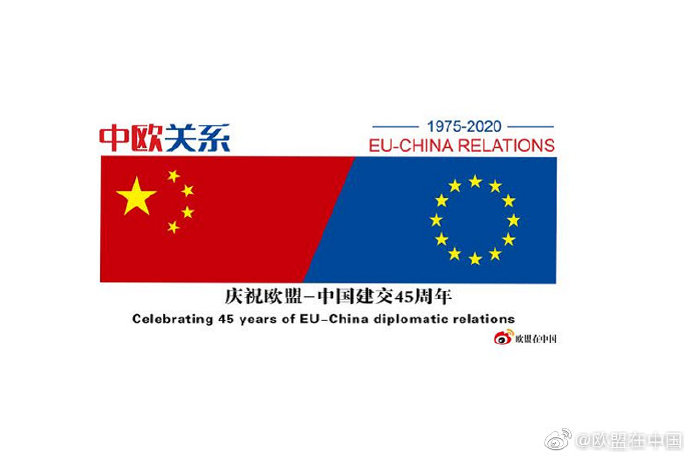 中欧关系
1975-2020
EU-CHINA RELATIONS
庆祝欧盟-中国建交45周年
Celebrating 45 years of EU-China diplomatic relations
欧盟在中国
@欧盟在中国